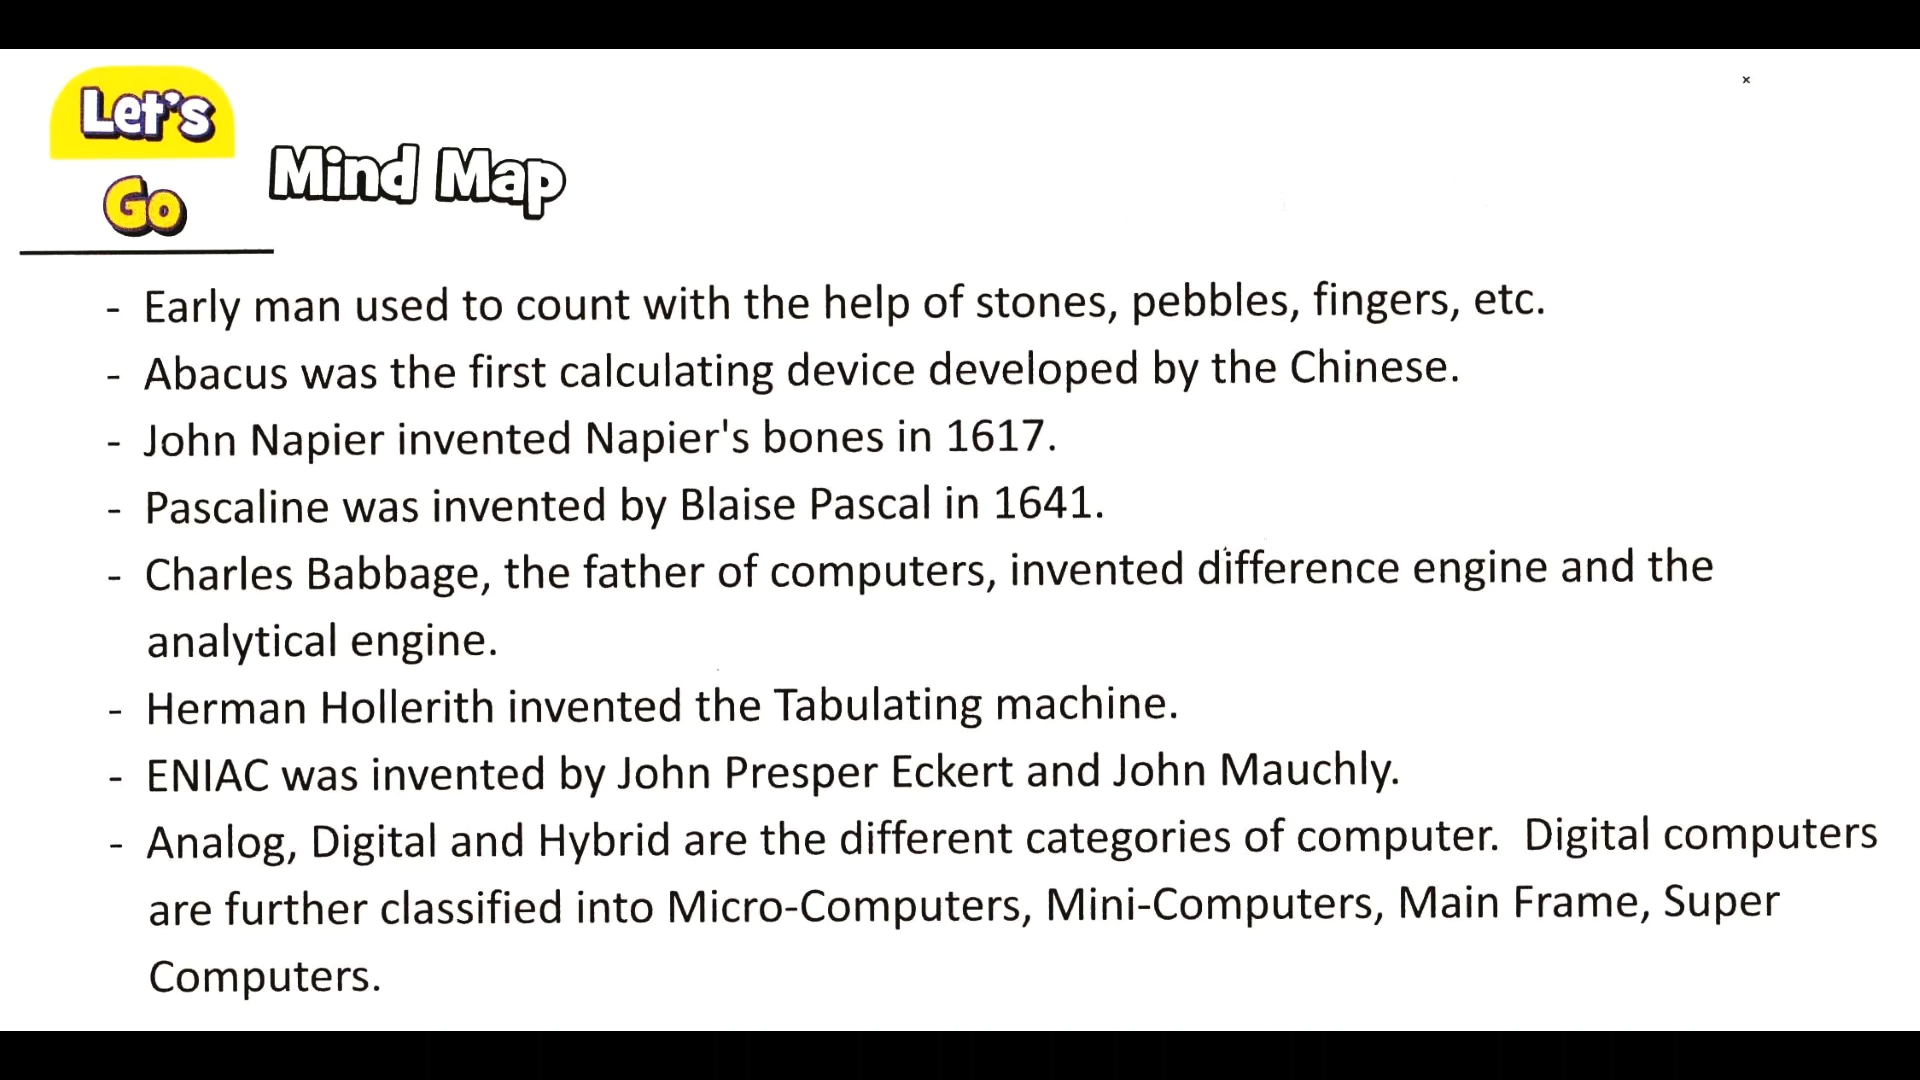 Let's
Go
Mind Map
- Early man used to count with the help of stones, pebbles, fingers, etc.
- Abacus was the first calculating device developed by the Chinese.
- John Napier invented Napier's bones in 1617.
- Pascaline was invented by Blaise Pascal in 1641.
- Charles Babbage, the father of computers, invented difference engine and the
analytical engine.
- Herman Hollerith invented the Tabulating machine.
- ENIAC was invented by John Presper Eckert and John Mauchly.
- Analog, Digital and Hybrid are the different categories of computer. Digital computers
are further classified into Micro-Computers, Mini-Computers, Main Frame, Super
Computers.